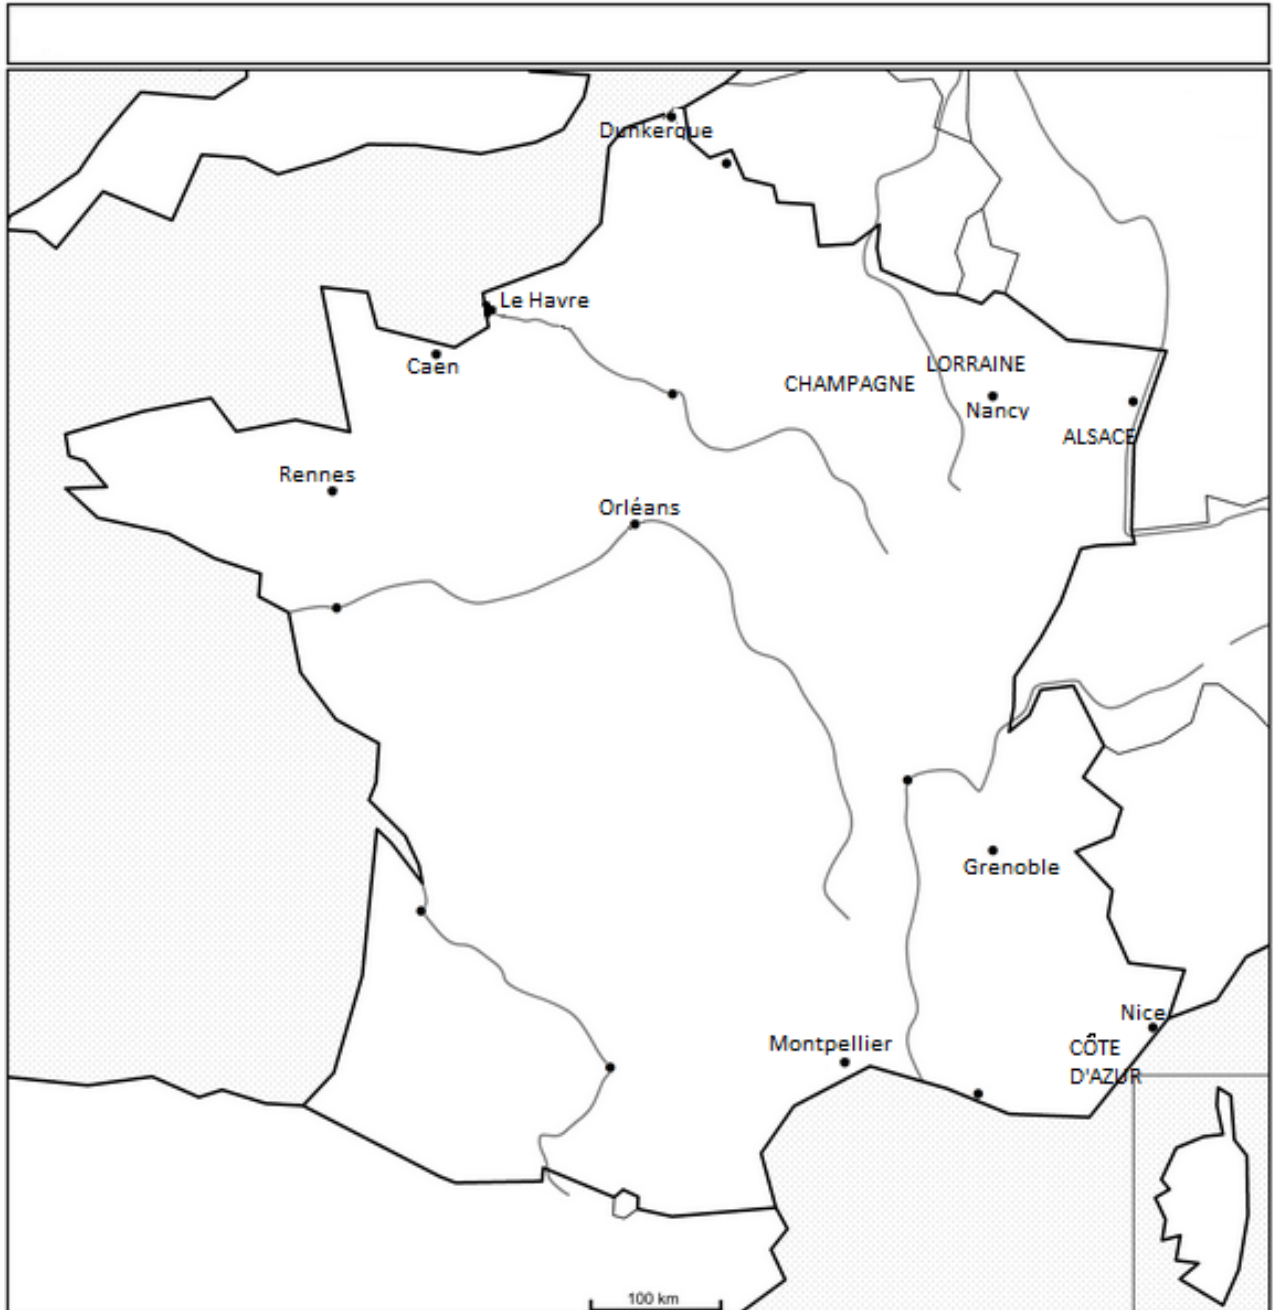 Dunkerque
Le Havre
Caen
LORRAINE
CHAMPAGNE
Nancy
ALSACE
Rennes
Orléans
Grenoble
Nice
Montpellier
CÔTE
D'AZUR
100 km